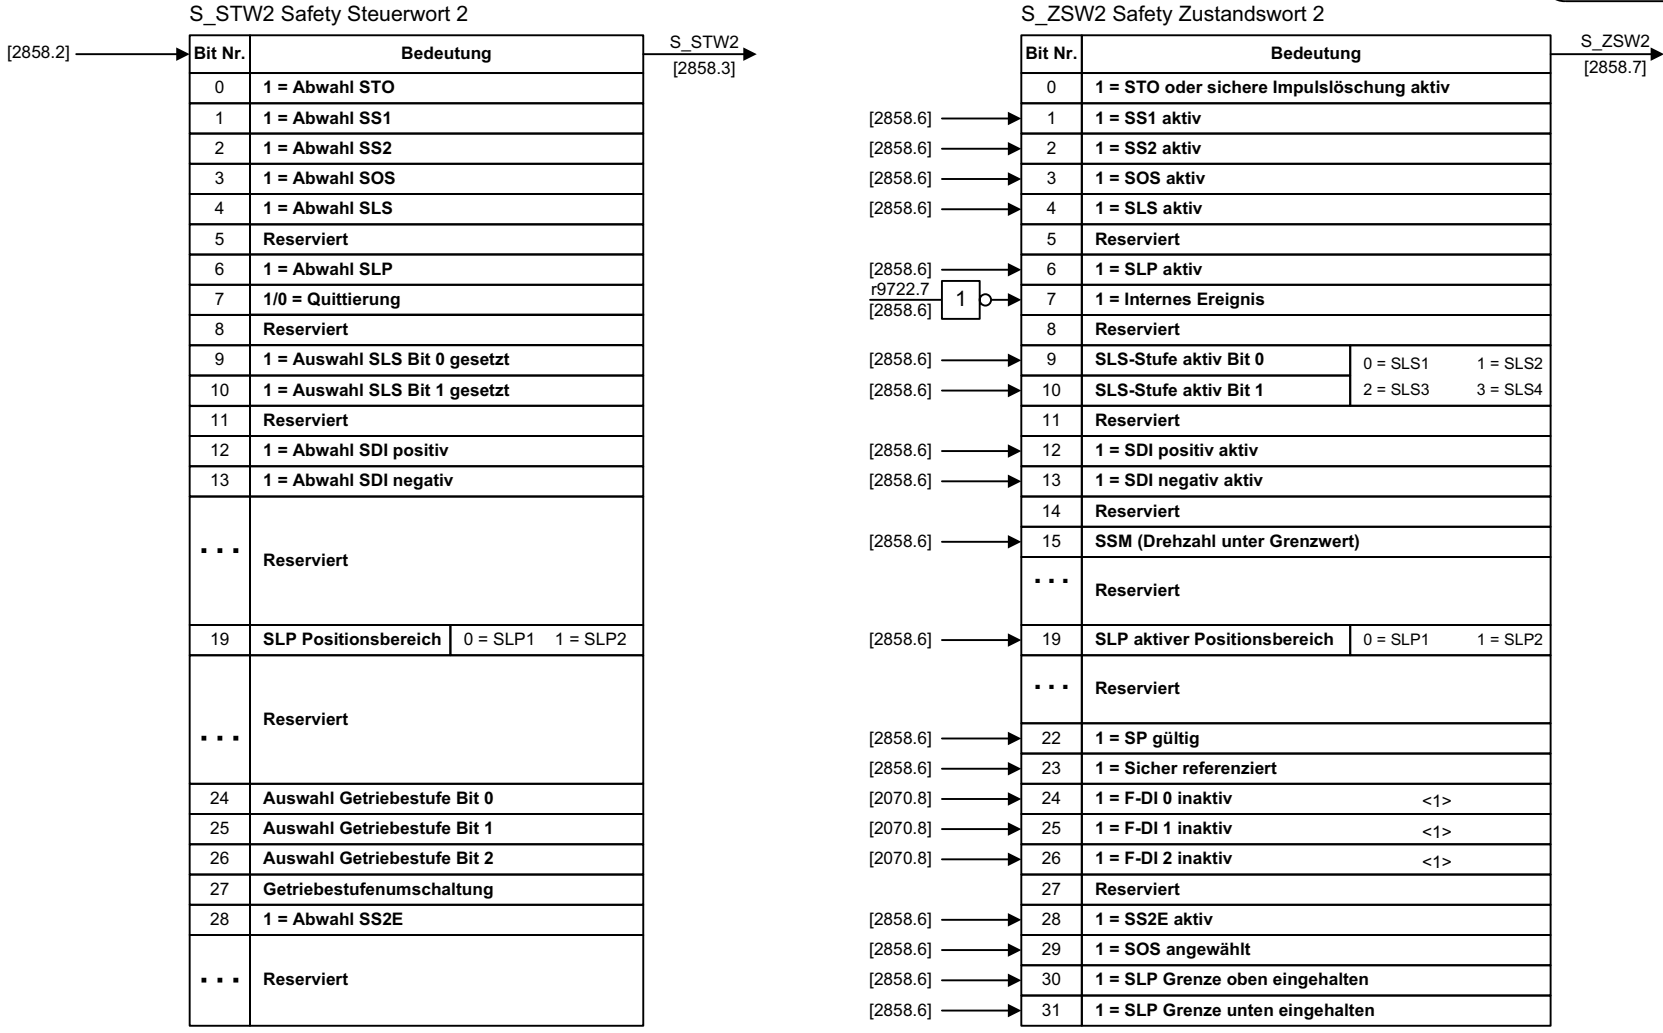 S_STW2 Safety Steuerwort 2
[2858.2]
Bit Nr. Bedeutung
S_STW2
[2858.3]
0 1 = Abwahl STO
1 1 = Abwahl SS1
2 1 = Abwahl SS2
3 1 = Abwahl SOS
4 1 = Abwahl SLS
5 Reserviert
6 1 = Abwahl SLP
7 1/0 = Quittierung
8 Reserviert
9 1 = Auswahl SLS Bit 0 gesetzt
10 1 = Auswahl SLS Bit 1 gesetzt
11 Reserviert
12 1 = Abwahl SDI positiv
13 1 = Abwahl SDI negativ
... Reserviert
19 SLP Positionsbereich 0 = SLP1 1 = SLP2
... Reserviert
24 Auswahl Getriebestufe Bit 0
25 Auswahl Getriebestufe Bit 1
26 Auswahl Getriebestufe Bit 2
27 Getriebestufenumschaltung
28 1 = Abwahl SS2E
... Reserviert
S_ZSW2 Safety Zustandswort 2
Bit Nr. Bedeutung
S_ZSW2
[2858.7]
0 1 = STO oder sichere Impulslöschung aktiv
[2858.6] 1 1 = SS1 aktiv
[2858.6] 2 1 = SS2 aktiv
[2858.6] 3 1 = SOS aktiv
[2858.6] 4 1 = SLS aktiv
5 Reserviert
[2858.6] 6 1 = SLP aktiv
r9722.7
[2858.6] 1 7 1 = Internes Ereignis
8 Reserviert
[2858.6] 9 SLS-Stufe aktiv Bit 0 0 = SLS1 1 = SLS2
[2858.6] 10 SLS-Stufe aktiv Bit 1 2 = SLS3 3 = SLS4
11 Reserviert
[2858.6] 12 1 = SDI positiv aktiv
[2858.6] 13 1 = SDI negativ aktiv
14 Reserviert
[2858.6] 15 SSM (Drehzahl unter Grenzwert)
... Reserviert
[2858.6] 19 SLP aktiver Positionsbereich 0 = SLP1 1 = SLP2
... Reserviert
[2858.6] 22 1 = SP gültig
[2858.6] 23 1 = Sicher referenziert
[2070.8] 24 1 = F-DI 0 inaktiv <1>
[2070.8] 25 1 = F-DI 1 inaktiv <1>
[2070.8] 26 1 = F-DI 2 inaktiv <1>
27 Reserviert
[2858.6] 28 1 = SS2E aktiv
[2858.6] 29 1 = SOS angewählt
[2858.6] 30 1 = SLP Grenze oben eingehalten
[2858.6] 31 1 = SLP Grenze unten eingehalten